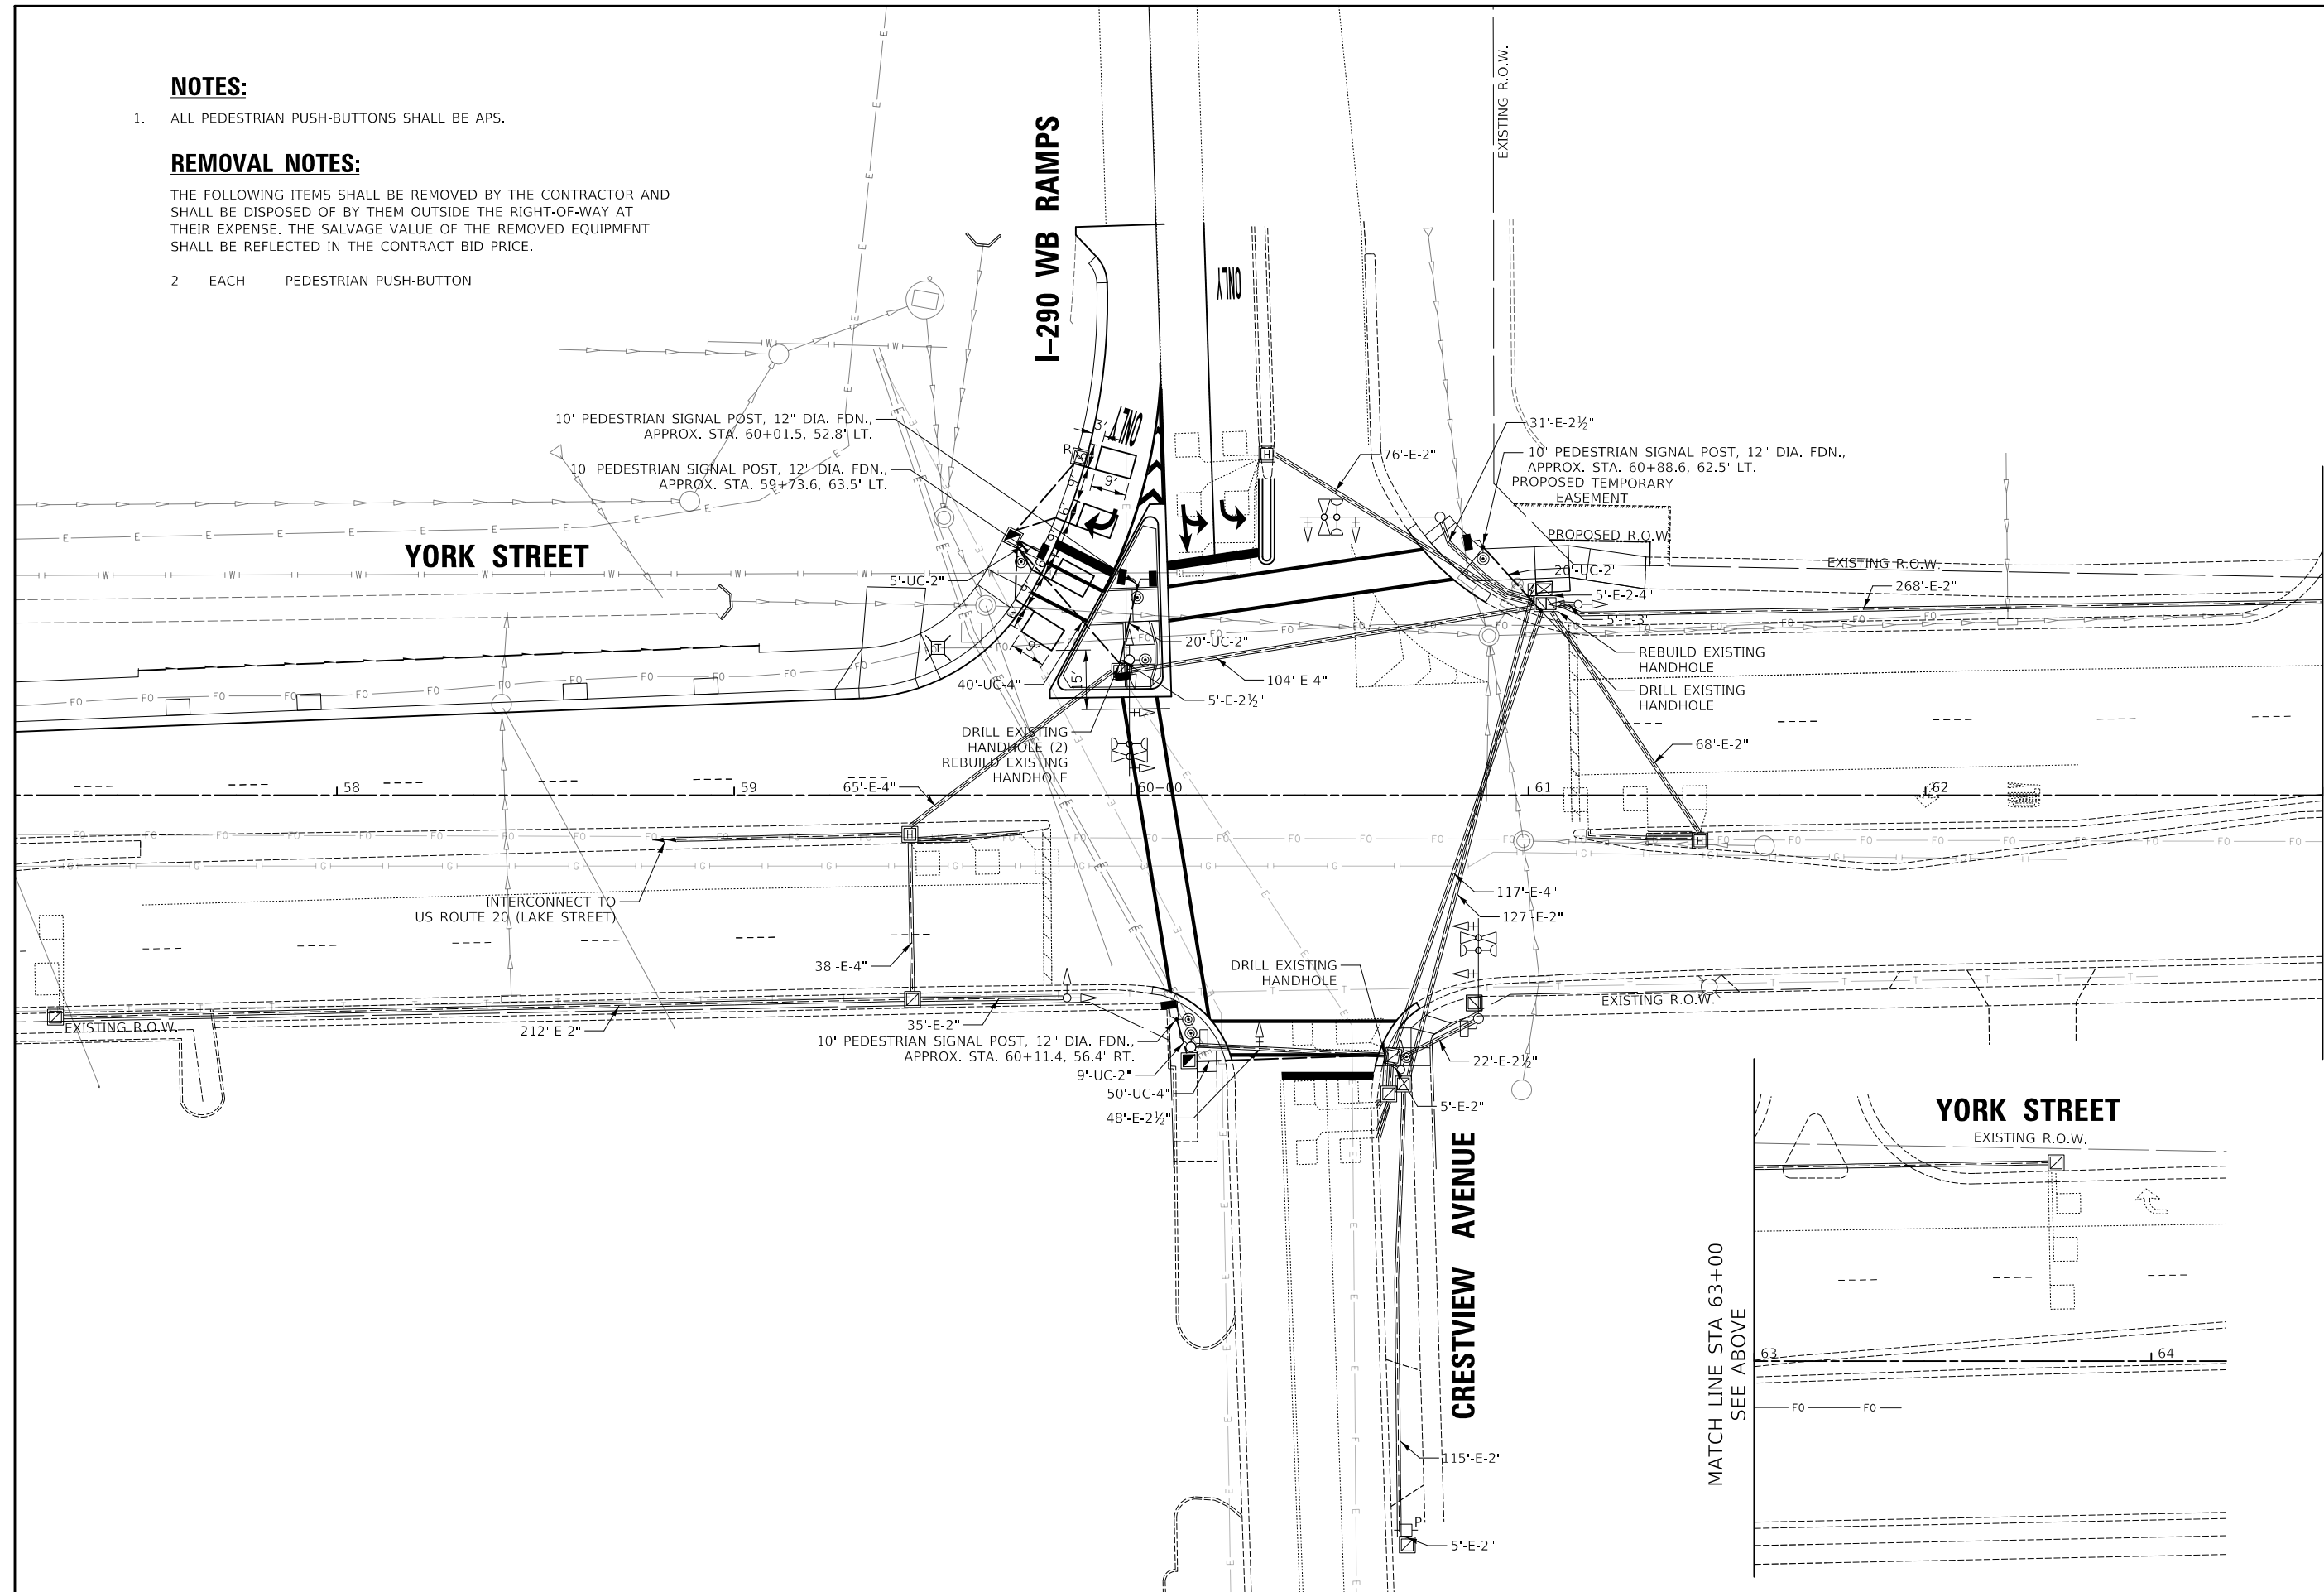 NOTES:
1. ALL PEDESTRIAN PUSH-BUTTONS SHALL BE APS.
REMOVAL NOTES:
THE FOLLOWING ITEMS SHALL BE REMOVED BY THE CONTRACTOR AND
SHALL BE DISPOSED OF BY THEM OUTSIDE THE RIGHT-OF-WAY AT
THEIR EXPENSE. THE SALVAGE VALUE OF THE REMOVED EQUIPMENT
SHALL BE REFLECTED IN THE CONTRACT BID PRICE.
2 EACH PEDESTRIAN PUSH-BUTTON
I-290 WB RAMPS
EXISTING R.O.W.
ONLY
ONLY
10' PEDESTRIAN SIGNAL POST, 12" DIA. FDN.,
APPROX. STA. 60+01.5, 52.8' LT.
10' PEDESTRIAN SIGNAL POST, 12" DIA. FDN.,
APPROX. STA. 59+73.6, 63.5' LT.
3'
R
9'
9'
6'
9'
76'-E-2"
31'-E-2½"
10' PEDESTRIAN SIGNAL POST, 12" DIA. FDN.,
APPROX. STA. 60+88.6, 62.5' LT.
PROPOSED TEMPORARY
EASEMENT
PROPOSED R.O.W.
EXISTING R.O.W.
YORK STREET
5'-UC-2"
20'-UC-2"
268'-E-2"
5'-E-2-4"
5'-E-3"
20'-UC-2"
REBUILD EXISTING
HANDHOLE
DRILL EXISTING
HANDHOLE
40'-UC-4"
15'
104'-E-4"
5'-E-2½"
DRILL EXISTING
HANDHOLE (2)
REBUILD EXISTING
HANDHOLE
68'-E-2"
65'-E-4"
58
59
60+00
61
62
INTERCONNECT TO
US ROUTE 20 (LAKE STREET)
117'-E-4"
127'-E-2"
38'-E-4"
DRILL EXISTING
HANDHOLE
EXISTING R.O.W.
EXISTING R.O.W.
212'-E-2"
35'-E-2"
10' PEDESTRIAN SIGNAL POST, 12" DIA. FDN.,
APPROX. STA. 60+11.4, 56.4' RT.
9'-UC-2"
50'-UC-4"
48'-E-2½"
22'-E-2½"
5'-E-2"
CRESTVIEW AVENUE
115'-E-2"
P
5'-E-2"
YORK STREET
EXISTING R.O.W.
MATCH LINE STA 63+00
SEE ABOVE
63
64
FO FO